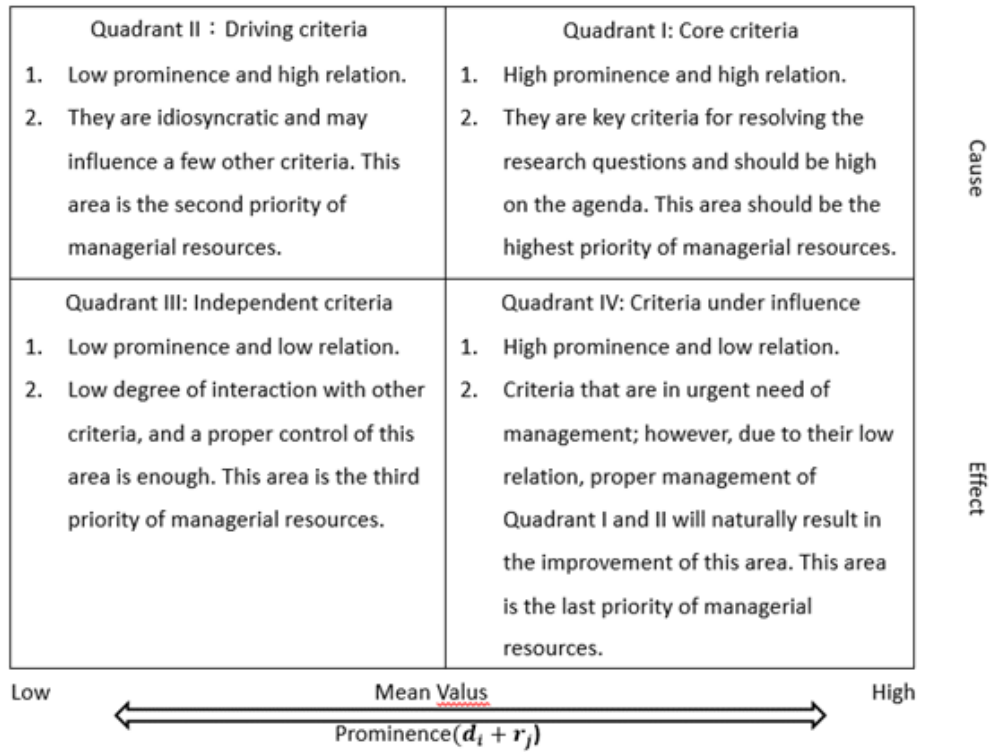 Quadrant II：Driving criteria
1. Low prominence and high relation.
2. They are idiosyncratic and may
influence a few other criteria. This
area is the second priority of
managerial resources.
Quadrant I: Core criteria
1. High prominence and high relation.
2. They are key criteria for resolving the
research questions and should be high
on the agenda. This area should be the
highest priority of managerial resources.
Cause
Quadrant III: Independent criteria
1. Low prominence and low relation.
2. Low degree of interaction with other
criteria, and a proper control of this
area is enough. This area is the third
priority of managerial resources.
Quadrant IV: Criteria under influence
1. High prominence and low relation.
2. Criteria that are in urgent need of
management; however, due to their low
relation, proper management of
Quadrant I and II will naturally result in
the improvement of this area. This area
is the last priority of managerial
resources.
Effect
Low Mean Valus High
Prominence(d_i + r_j)